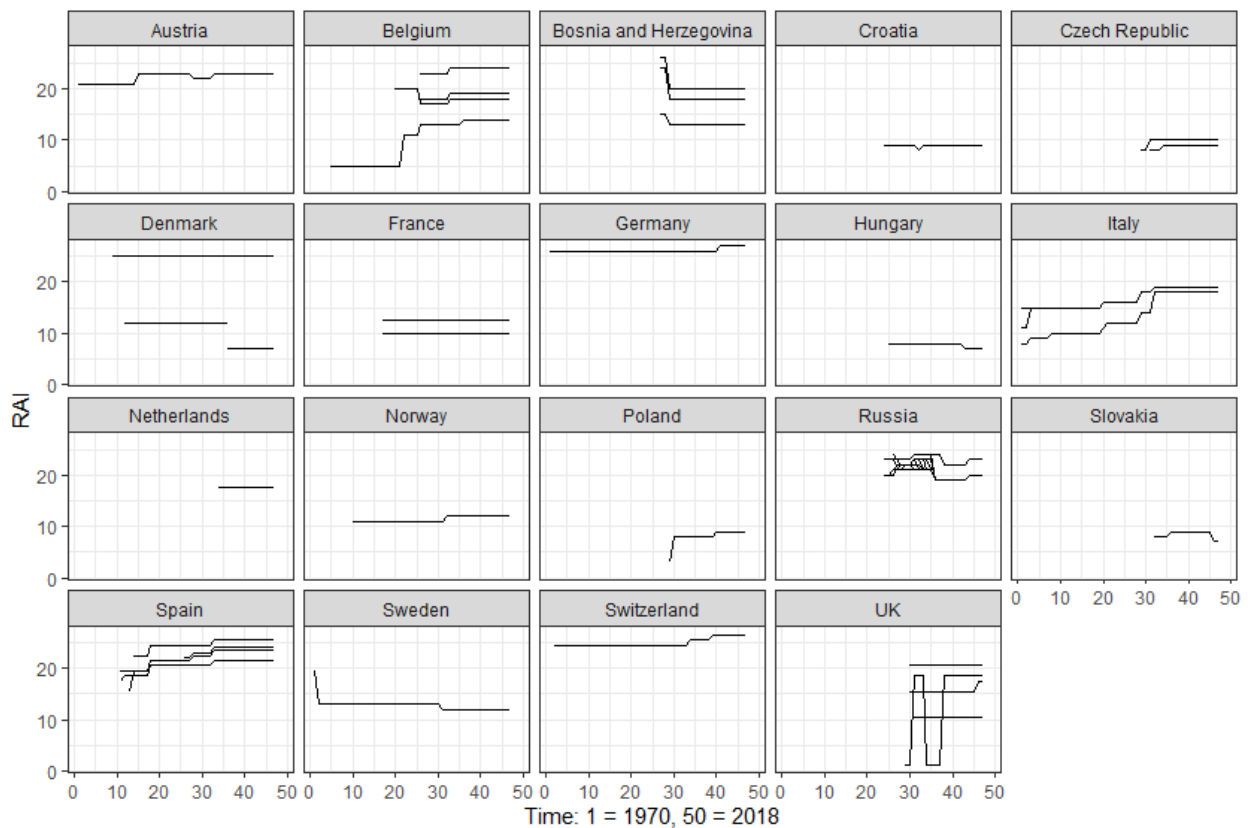 Austria
Belgium
Bosnia and Herzegovina
Croatia
Czech Republic
20
10
0
Denmark
France
Germany
Hungary
Italy
20
10
0
Netherlands
Norway
Poland
Russia
Slovakia
20
10
0
0 10 20 30 40 50
Spain
Sweden
Switzerland
UK
20
10
0
0 10 20 30 40 50
0 10 20 30 40 50
0 10 20 30 40 50
0 10 20 30 40 50
RAI
Time: 1 = 1970, 50 = 2018